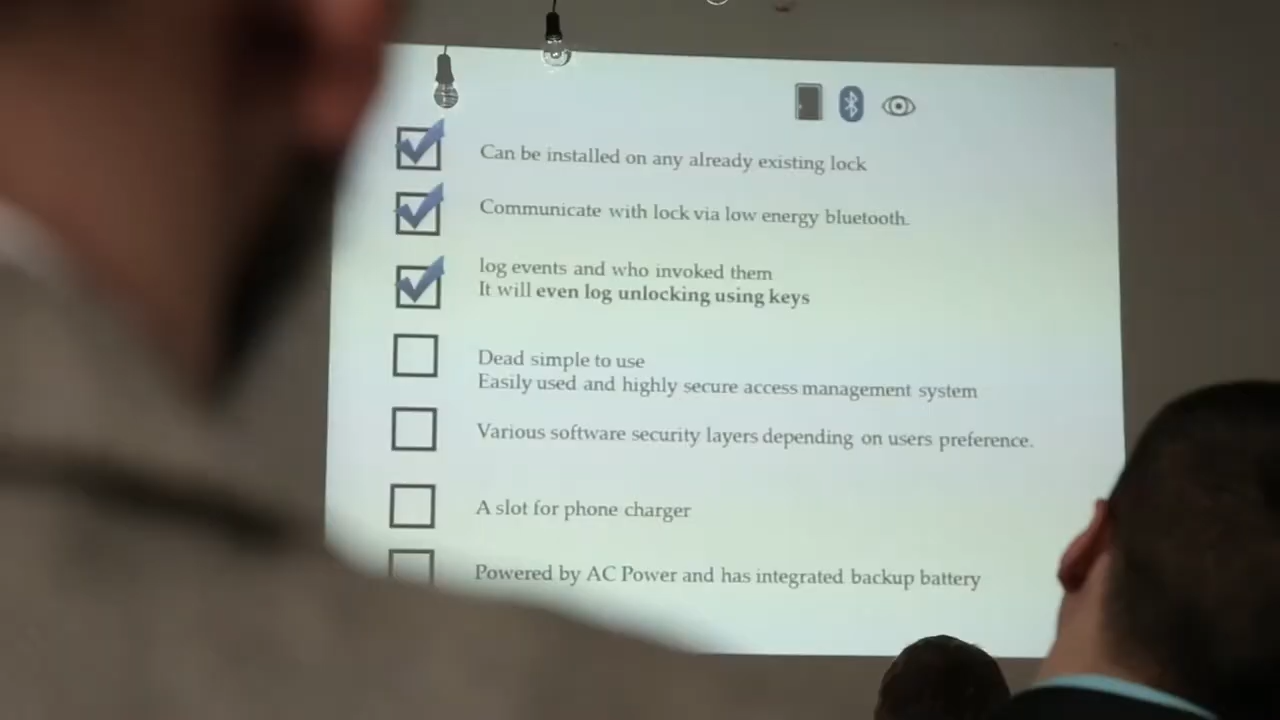 Can be installed on any already existing lock
Communicate with lock via low energy bluetooth.
log events and who invoked them
It will even log unlocking using keys
Dead simple to use
Easily used and highly secure access management system
Various software security layers depending on users preference.
A slot for phone charger
Powered by AC Power and has integrated backup battery